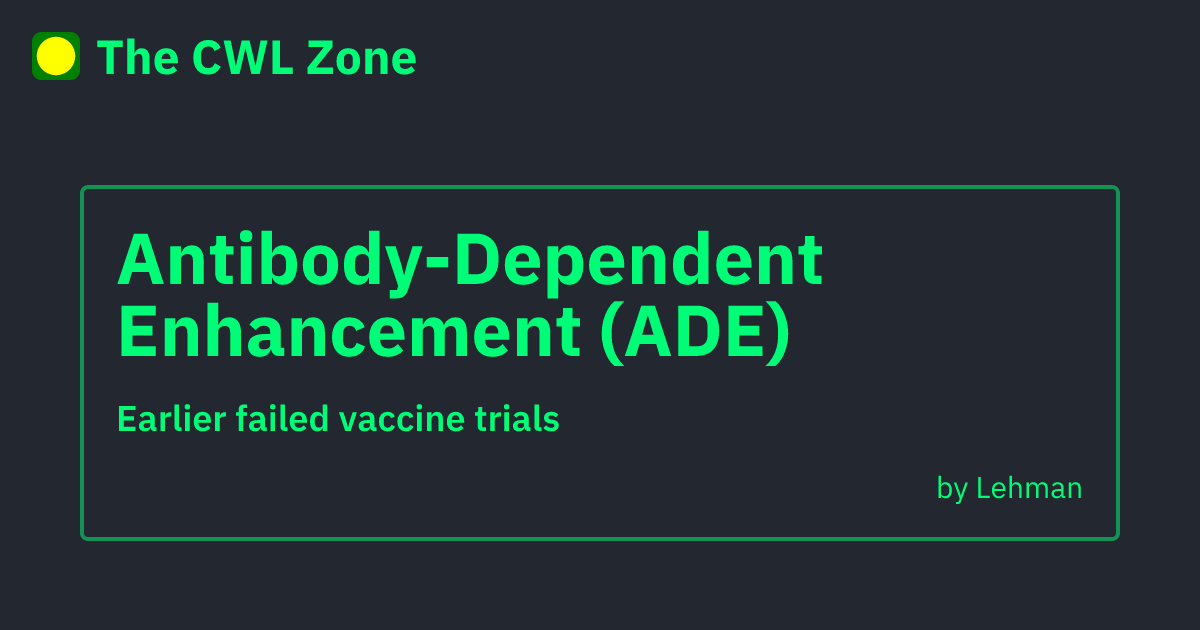 The CWL Zone
Antibody-Dependent
Enhancement (ADE)
Earlier failed vaccine trials
by Lehman